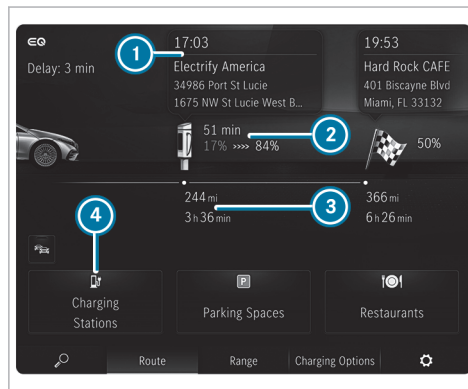 EQ
Delay: 3 min
17:03
Electrify America
34986 Port St Lucie
1675 NW St Lucie West B...
19:53
Hard Rock CAFE
401 Biscayne Blvd
Miami, FL 33132
1
51 min
17% »»» 84%
2
50%
244 mi
3 h 36 min
3
366 mi
6 h 26 min
4
Charging
Stations
P
Parking Spaces
Restaurants
Route
Range
Charging Options